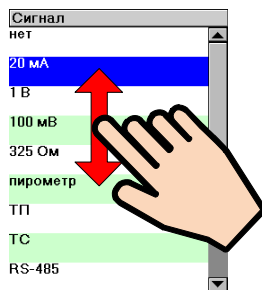 Сигнал
нет
20 мА
1 В
100 мВ
325 Ом
пирометр
ТП
ТС
RS-485